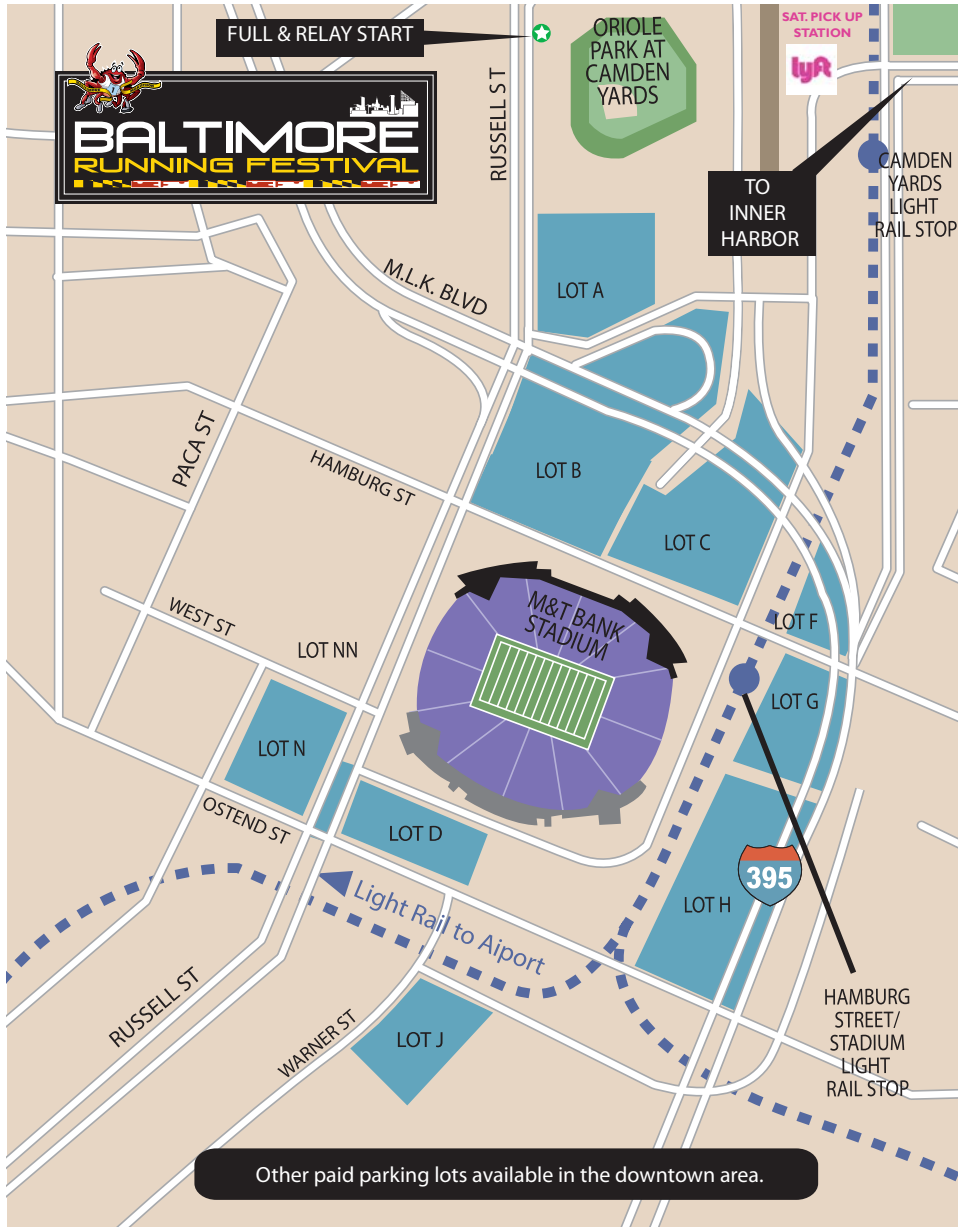 FULL & RELAY START
BALTIMORE
RUNNING FESTIVAL
RUSSELL ST
ORIOLE
PARK AT
CAMDEN
YARDS
SAT. PICK UP
STATION
lyft
TO
INNER
HARBOR
CAMDEN
YARDS
LIGHT
RAIL STOP
M.L.K. BLVD
LOT A
PACA ST
HAMBURG ST
LOT B
LOT C
WEST ST
LOT NN
M&T BANK
STADIUM
LOT F
LOT G
LOT N
OSTEND ST
LOT D
395
LOT H
Light Rail to Aiport
RUSSELL ST
WARNER ST
LOT J
HAMBURG
STREET/
STADIUM
LIGHT
RAIL STOP
Other paid parking lots available in the downtown area.